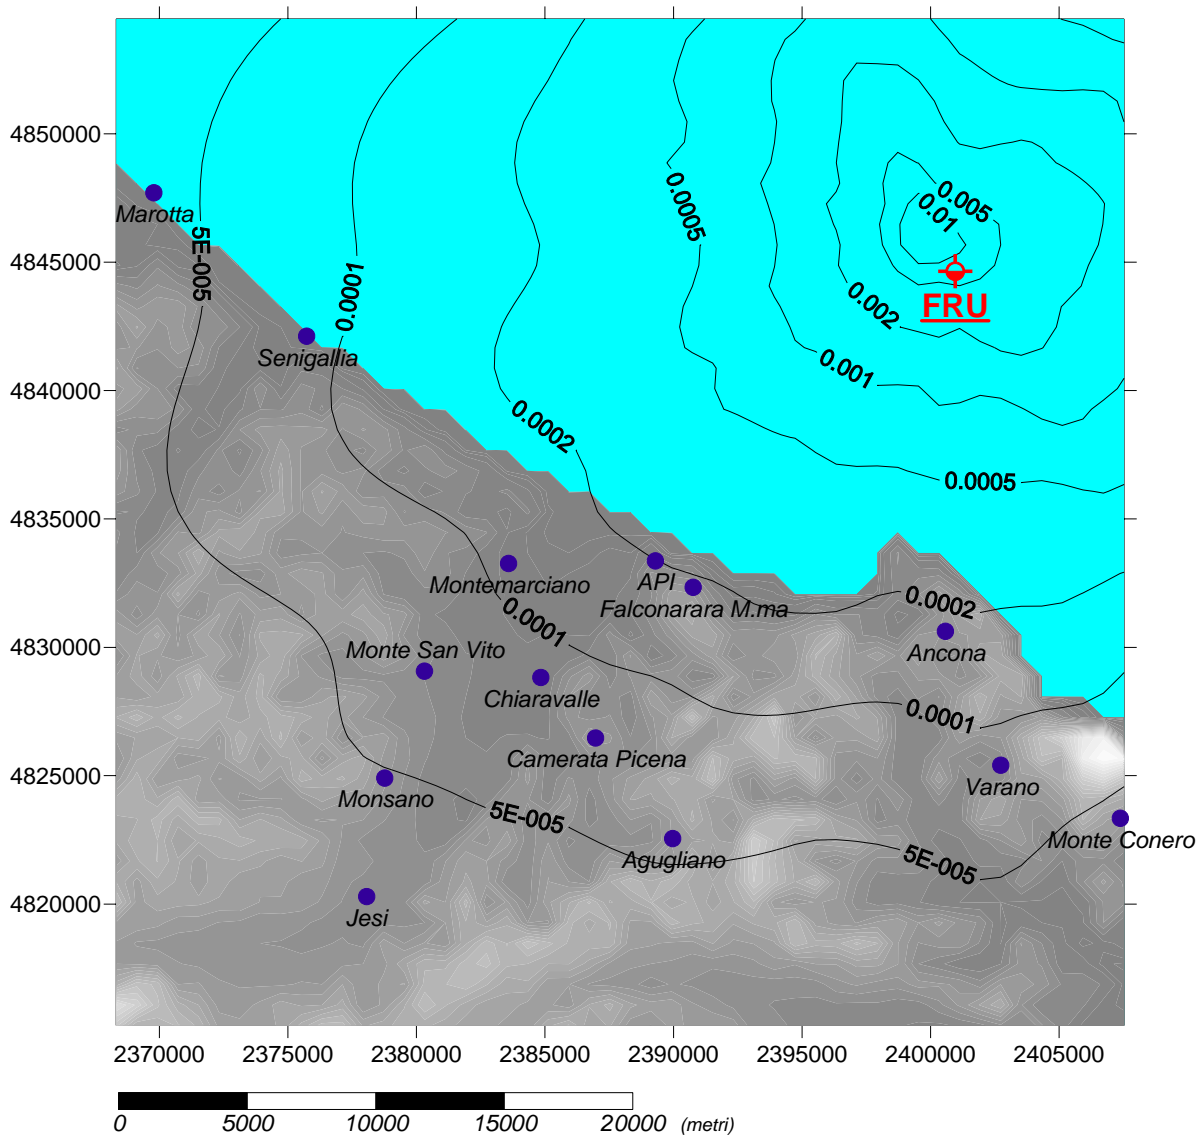 4850000
Marotta
0.005
0.01
0.0005
5E-005
4845000
0.0001
0.002
FRU
Senigallia
0.001
4840000
0.0002
0.0005
4835000
Montemarciano
API
Falconarara M.ma
0.0002
0.0001
4830000
Monte San Vito
Ancona
Chiaravalle
0.0001
Camerata Picena
4825000
Monsano
Varano
5E-005
Monte Conero
Agugliano
5E-005
4820000
Jesi
2370000 2375000 2380000 2385000 2390000 2395000 2400000 2405000
0 5000 10000 15000 20000 (metri)